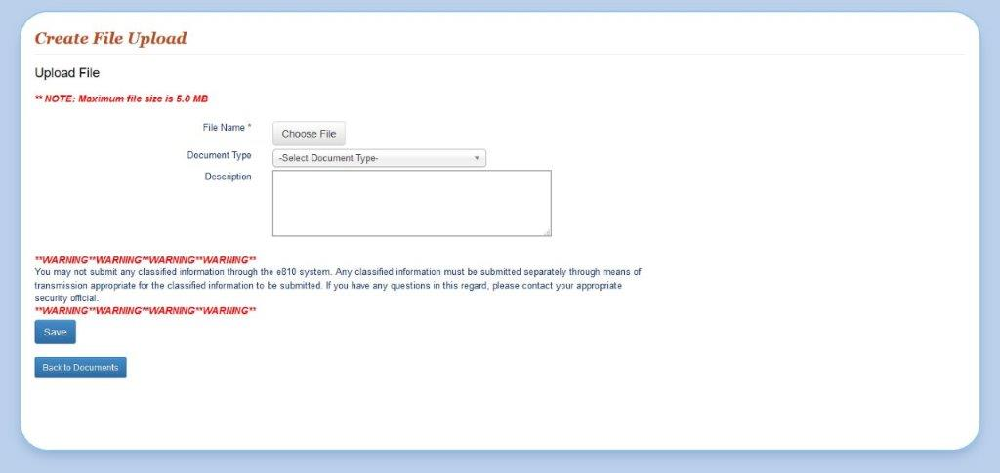 Create File Upload
Upload File
** NOTE: Maximum file size is 5.0 MB
File Name * Choose File
Document Type -Select Document Type-
Description
**WARNING**WARNING**WARNING**WARNING**
You may not submit any classified information through the e810 system. Any classified information must be submitted separately through means of
transmission appropriate for the classified information to be submitted. If you have any questions in this regard, please contact your appropriate
security official.
**WARNING**WARNING**WARNING**WARNING**
Save
Back to Documents